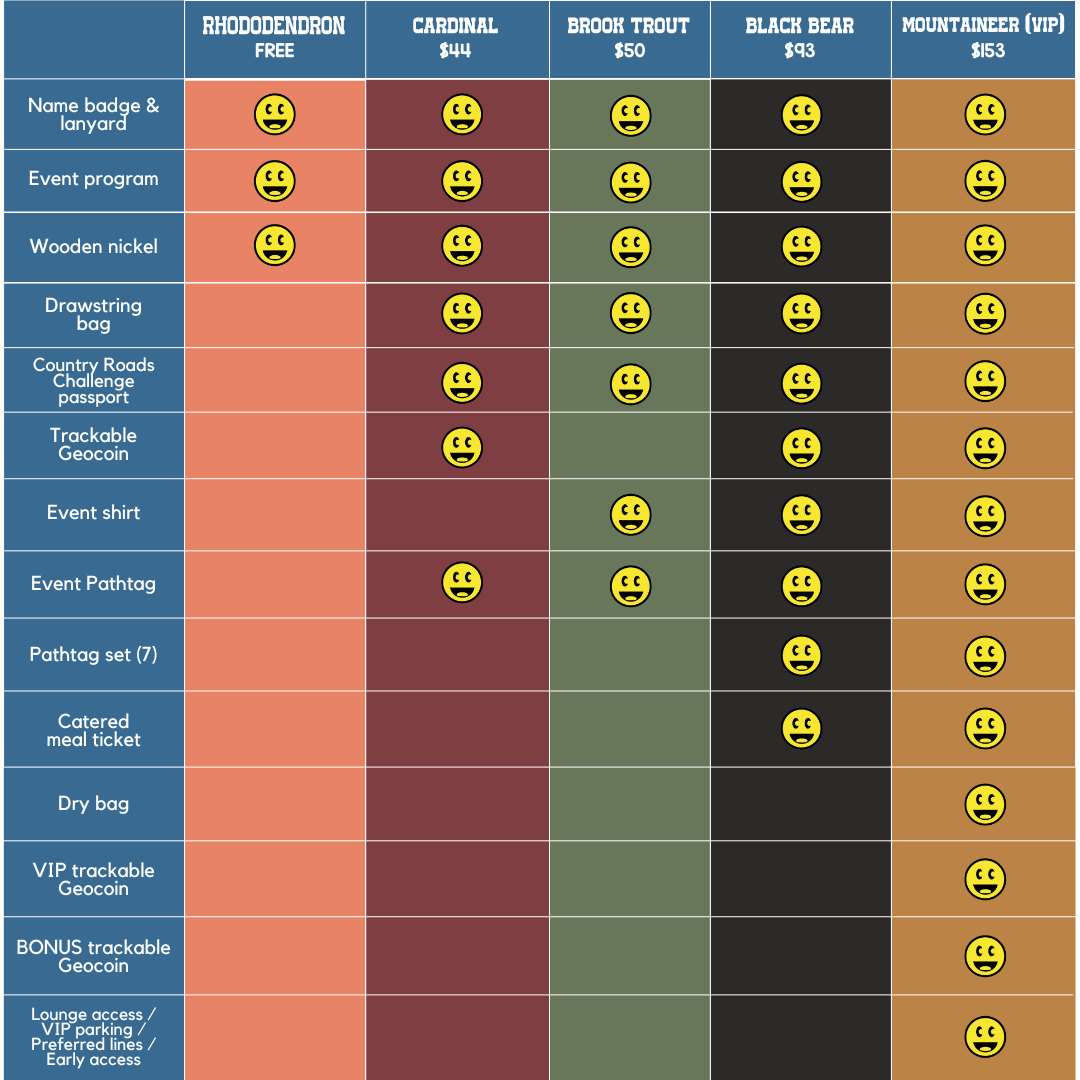 RHODODENDRON
FREE
CARDINAL
$44
BROOK TROUT
$50
BLACK BEAR
$93
MOUNTAINEER (VIP)
$153
Name badge &
lanyard
Event program
Wooden nickel
Drawstring
bag
Country Roads
Challenge
passport
Trackable
Geocoin
Event shirt
Event Pathtag
Pathtag set (7)
Catered
meal ticket
Dry bag
VIP trackable
Geocoin
BONUS trackable
Geocoin
Lounge access /
VIP parking /
Preferred lines /
Early access